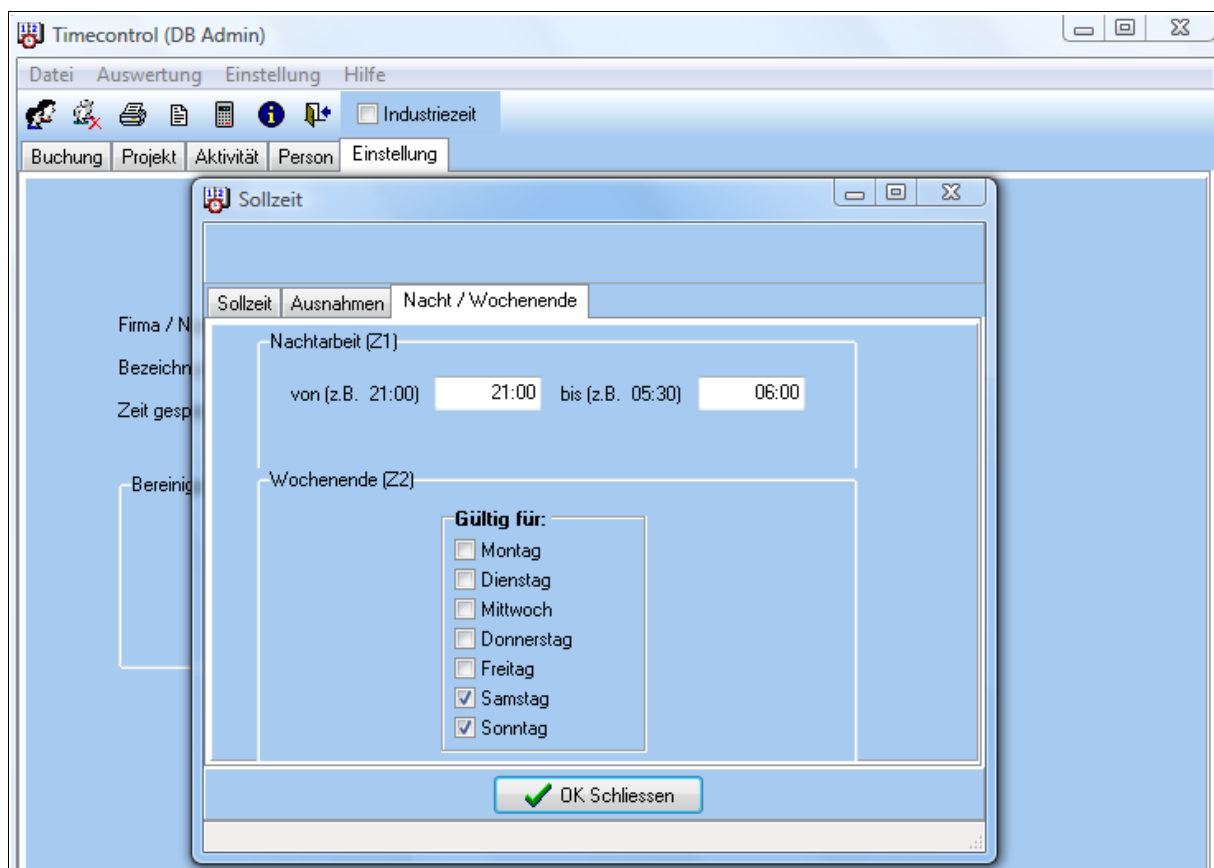 Timecontrol (DB Admin)
Datei Auswertung Einstellung Hilfe
Industriezeit
Buchung Projekt Aktivität Person Einstellung
Sollzeit
Sollzeit Ausnahmen Nacht / Wochenende
Firma / N
Nachtarbeit (Z1)
Bezeichn
von (z.B. 21:00) 21:00 bis (z.B. 05:30) 06:00
Zeit gesp
Bereinig
Wochenende (Z2)
Gültig für:
Montag
Dienstag
Mittwoch
Donnerstag
Freitag
Samstag
Sonntag
OK Schliessen